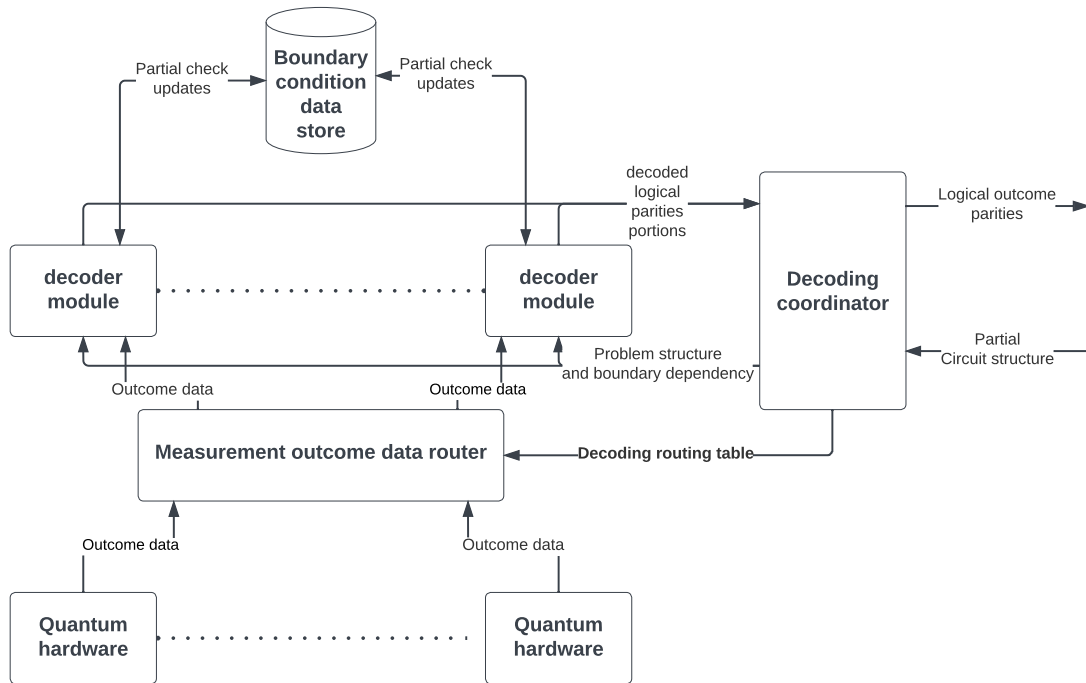 Boundary
condition
data
store
Partial check
updates
Partial check
updates
decoded
logical
parities
portions
Logical outcome
parities
decoder
module
decoder
module
Decoding
coordinator
Problem structure
and boundary dependency
Partial
Circuit structure
Outcome data
Outcome data
Measurement outcome data router
Decoding routing table
Outcome data
Outcome data
Quantum
hardware
Quantum
hardware